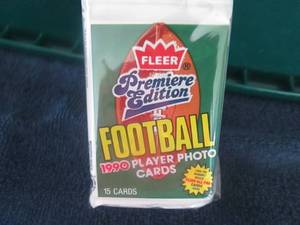 FLEER
®
Premiere
Edition
FOOTBALL
1990 PLAYER PHOTO
CARDS
15 CARDS